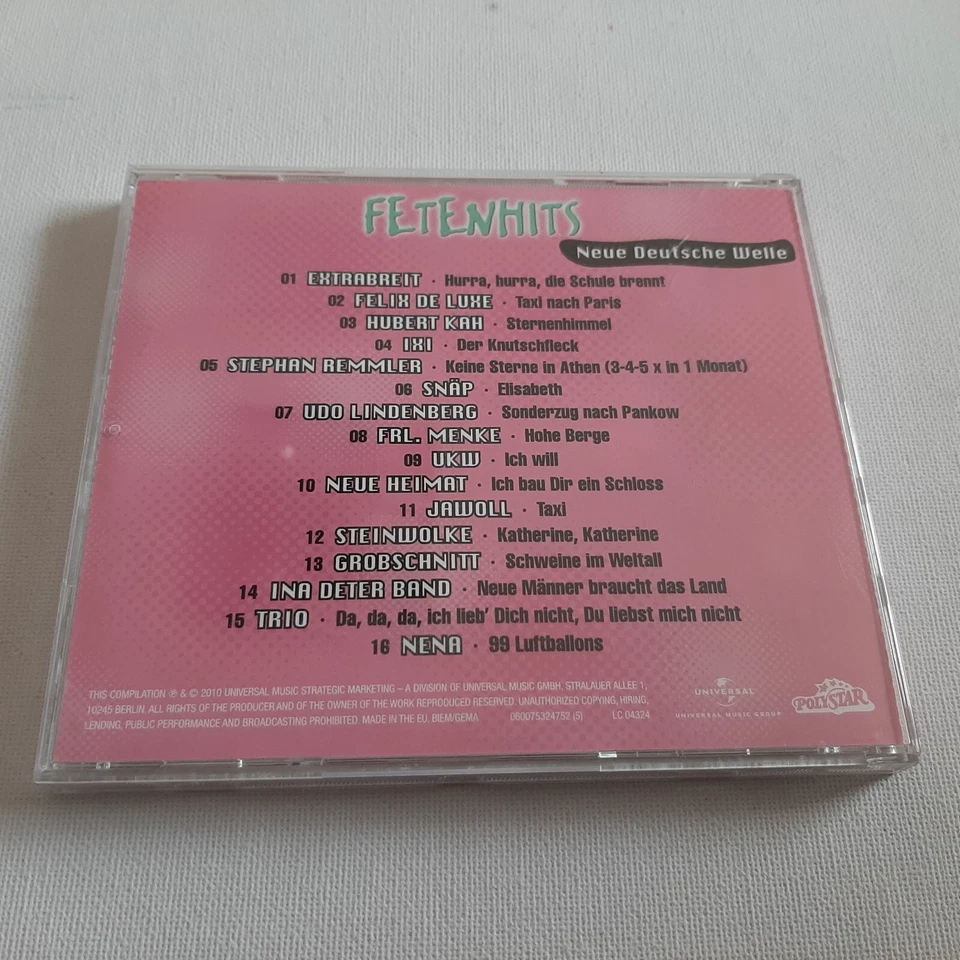 FETENHITS
Neue Deutsche Welle
01 EXTRABREIT · Hurra, hurra, die Schule brennt
02 FELIX DE LUXE · Taxi nach Paris
03 HUBERT KAH · Sternenhimmel
04 IXI · Der Knutschfleck
05 STEPHAN REMMLER · Keine Sterne in Athen (3-4-5 x in 1 Monat)
06 SNÄP · Elisabeth
07 UDO LINDENBERG · Sonderzug nach Pankow
08 FRL. MENKE · Hohe Berge
09 UKW · Ich will
10 NEUE HEIMAT · Ich bau Dir ein Schloss
11 JAWOLL · Taxi
12 STEINWOLKE · Katherine, Katherine
13 GROBSCHNITT · Schweine im Weltall
14 INA DETER BAND · Neue Männer braucht das Land
15 TRIO · Da, da, da, ich lieb' Dich nicht, Du liebst mich nicht
16 NENA · 99 Luftballons
THIS COMPILATION ℗ & © 2010 UNIVERSAL MUSIC STRATEGIC MARKETING – A DIVISION OF UNIVERSAL MUSIC GMBH. STRALAUER ALLEE 1,
10245 BERLIN. ALL RIGHTS OF THE PRODUCER AND OF THE OWNER OF THE WORK REPRODUCED RESERVED. UNAUTHORIZED COPYING, HIRING,
LENDING, PUBLIC PERFORMANCE AND BROADCASTING PROHIBITED. MADE IN THE EU. BIEM/GEMA 060075324752 (5) LC 04324
UNIVERSAL
UNIVERSAL MUSIC GROUP
POLYSTAR